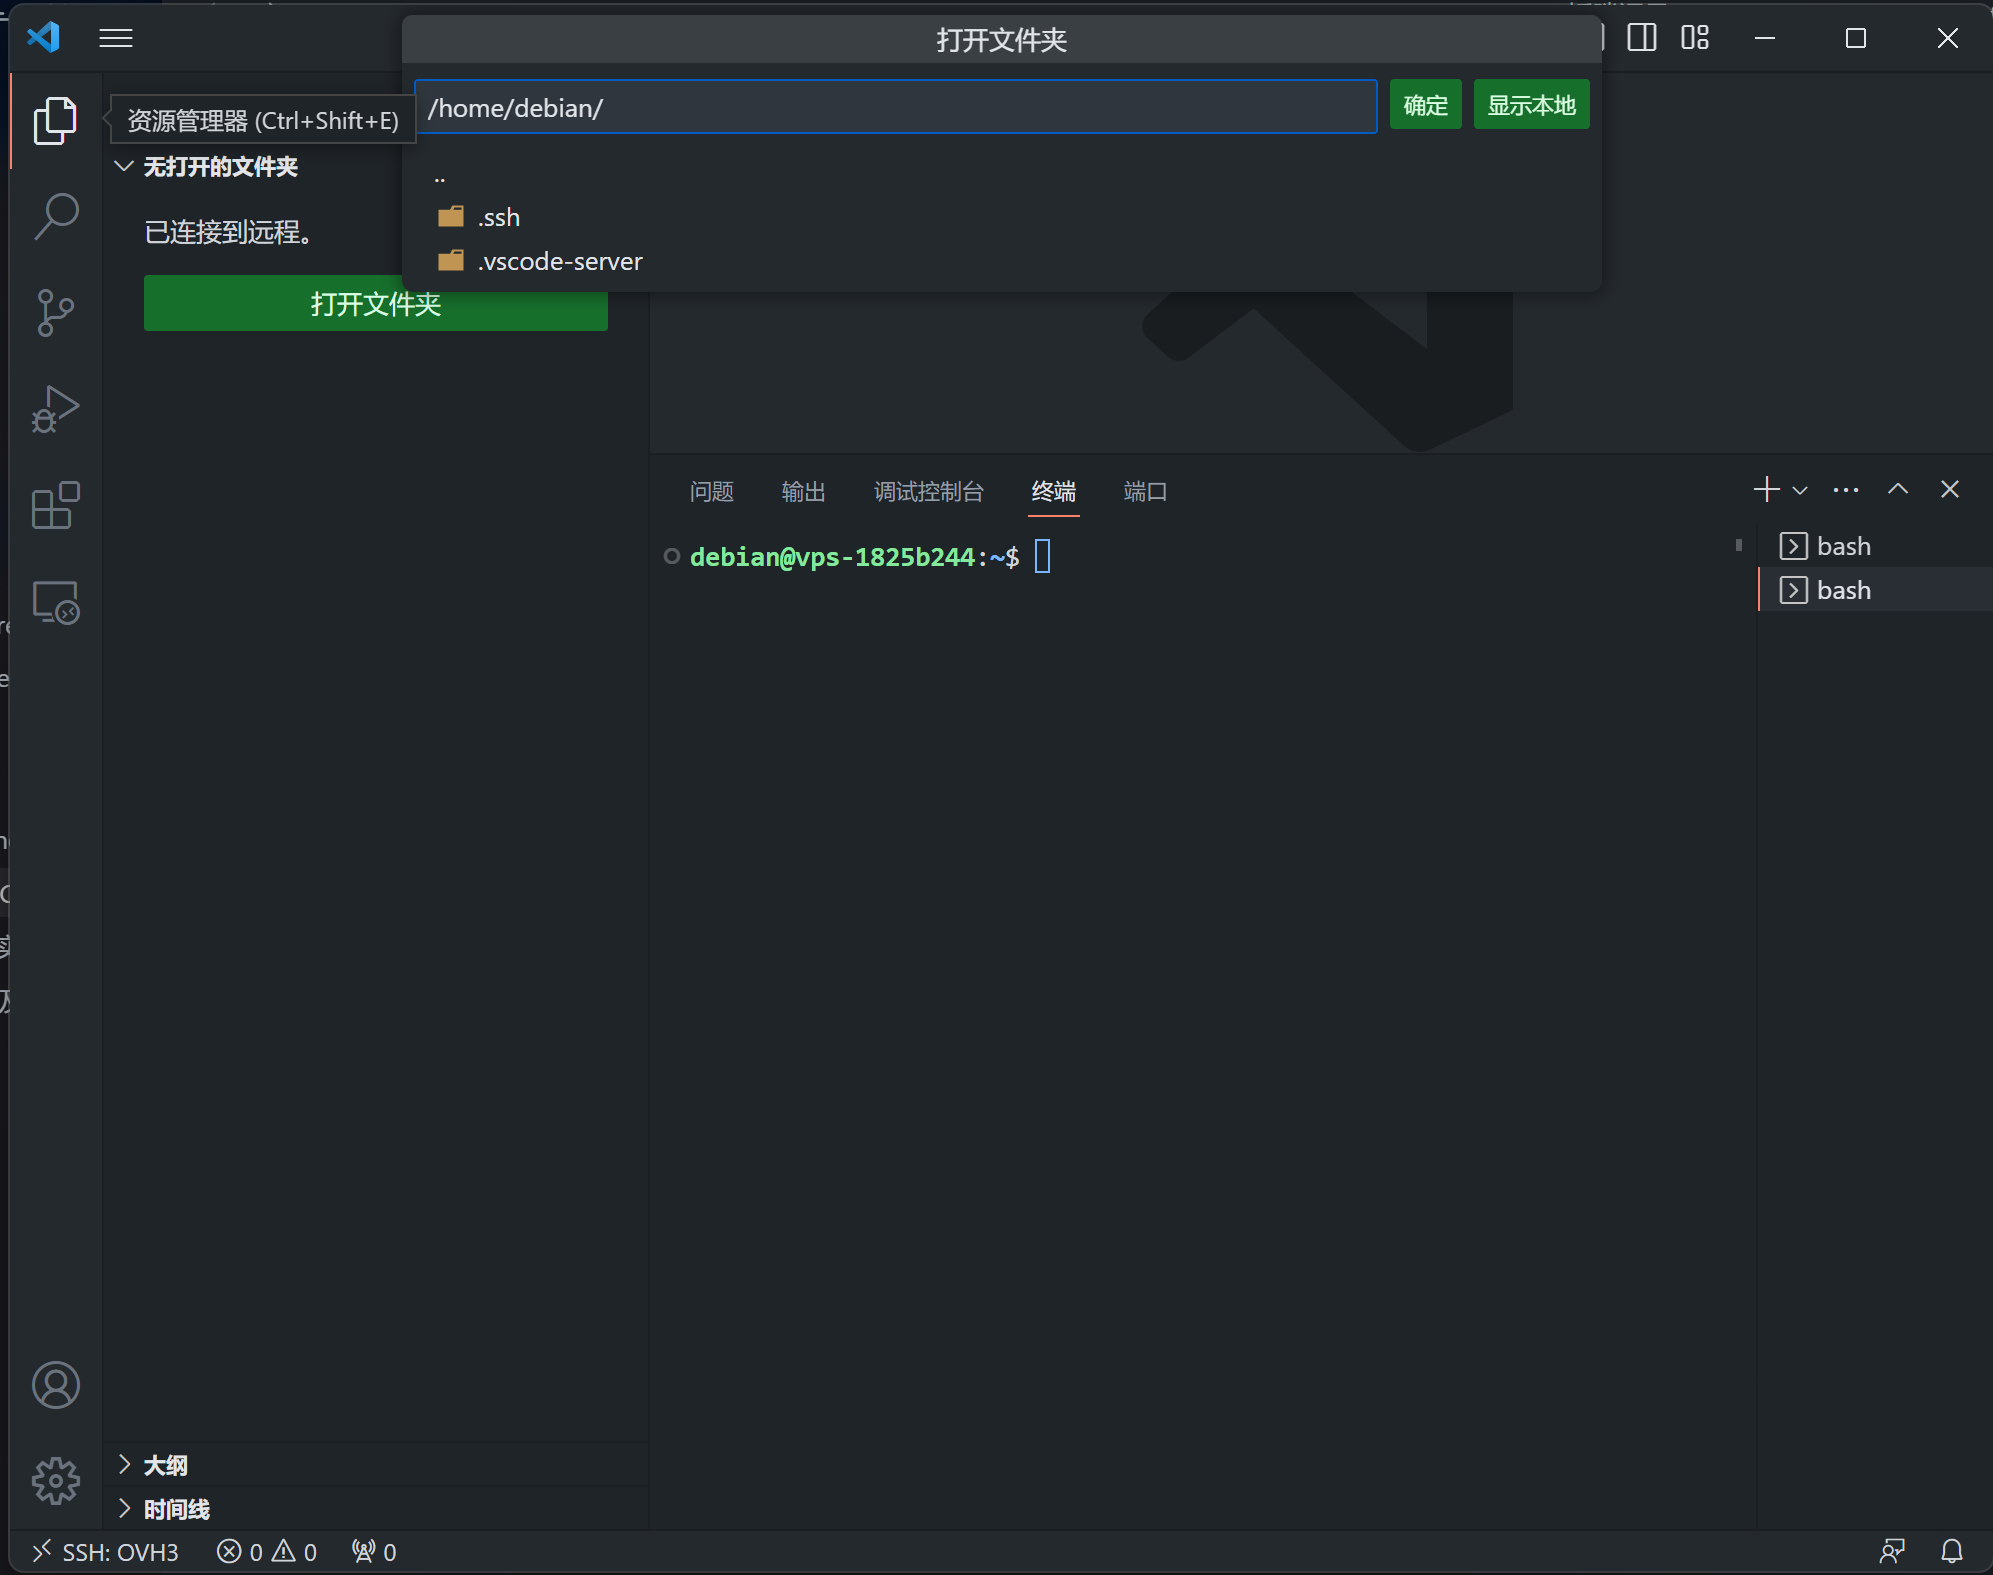 打开文件夹
资源管理器 (Ctrl+Shift+E)
/home/debian/
确定
显示本地
..
.ssh
.vscode-server
无打开的文件夹
已连接到远程。
打开文件夹
问题
输出
调试控制台
终端
端口
debian@vps-1825b244:~$
bash
bash
大纲
时间线
SSH: OVH3
0
0
0